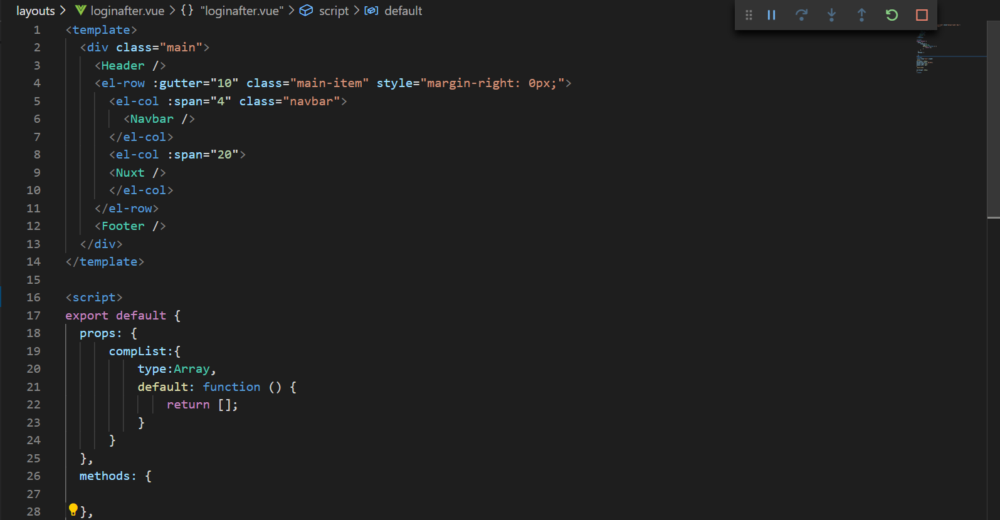 layouts > loginafter.vue > {} "loginafter.vue" > script > default
1 <template>
2   <div class="main">
3     <Header />
4     <el-row :gutter="10" class="main-item" style="margin-right: 0px;">
5       <el-col :span="4" class="navbar">
6         <Navbar />
7       </el-col>
8       <el-col :span="20">
9       <Nuxt />
10       </el-col>
11     </el-row>
12     <Footer />
13   </div>
14 </template>
15
16 <script>
17 export default {
18   props: {
19       compList:{
20           type:Array,
21           default: function () {
22               return [];
23           }
24       }
25   },
26   methods: {
27
28   },